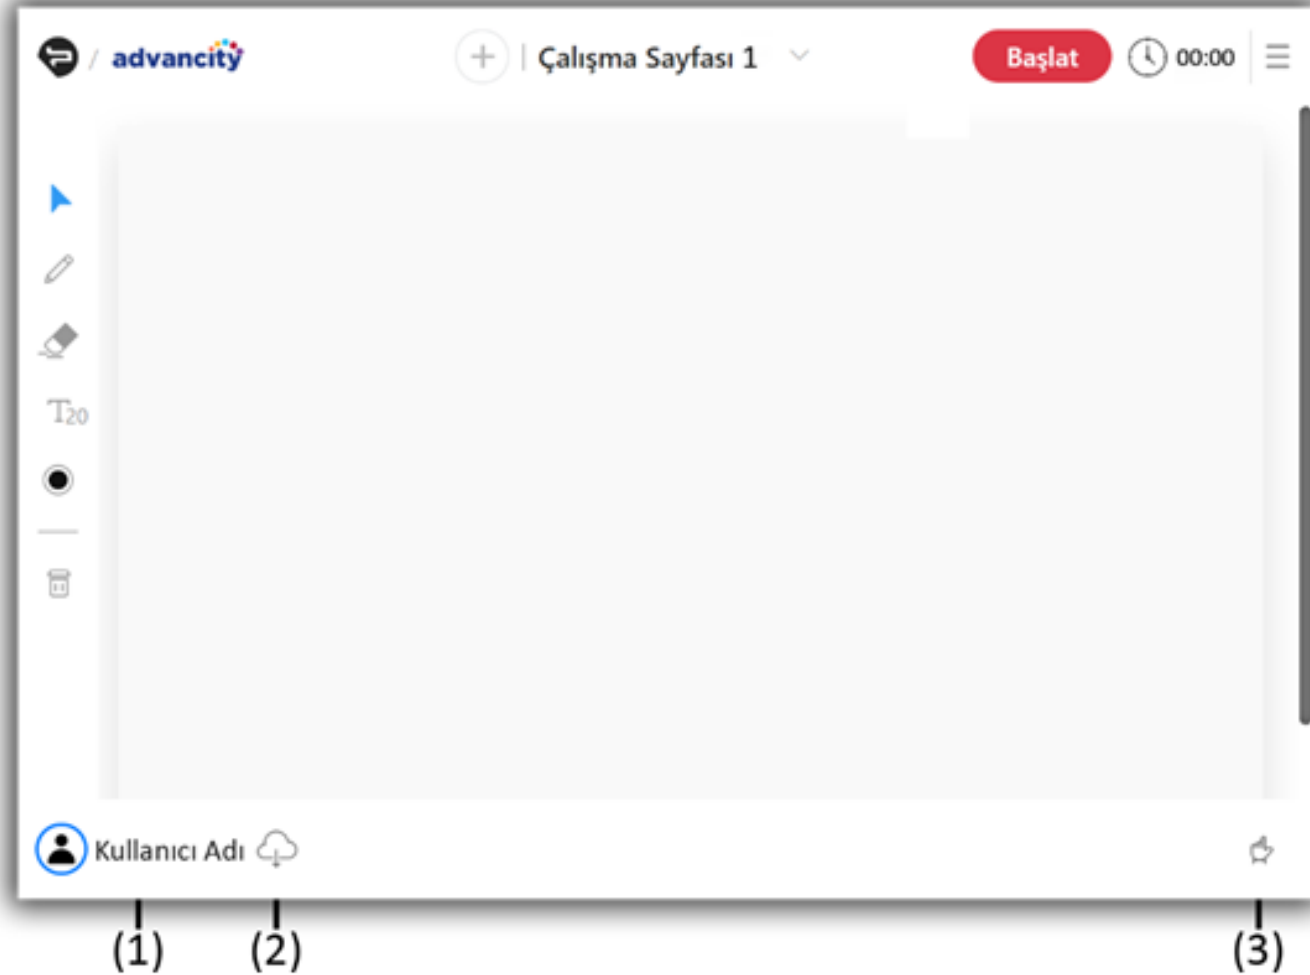 / advancity
+ | Çalışma Sayfası 1
Başlat
00:00
T20
Kullanıcı Adı
(1) (2) (3)